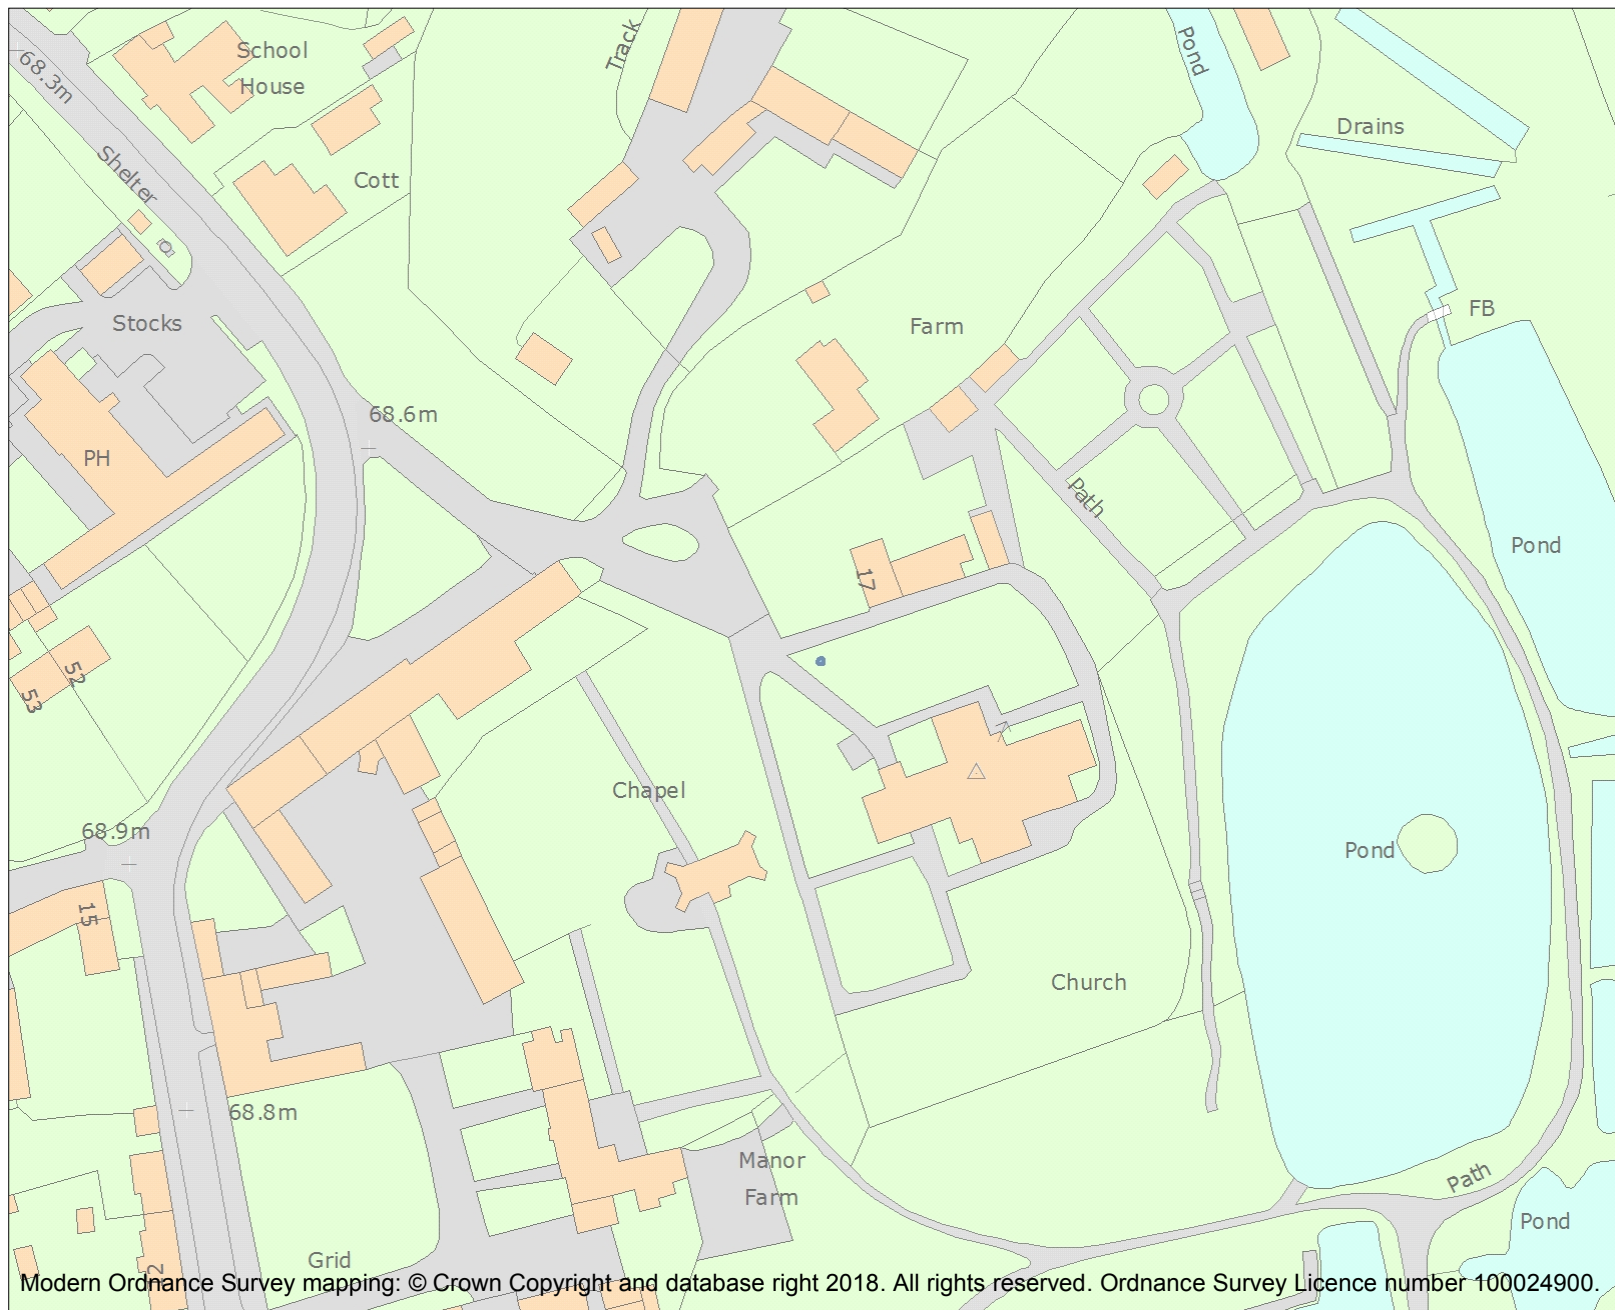 Track
Pond
School
House
68.3m
Drains
Shelter
Cott
FB
Stocks
Farm
68.6m
PH
Path
Pond
17
52
53
Chapel
68.9m
Pond
15
Church
68.8m
Manor
Farm
Path
Pond
Grid
Modern Ordnance Survey mapping: © Crown Copyright and database right 2018. All rights reserved. Ordnance Survey Licence number 100024900.